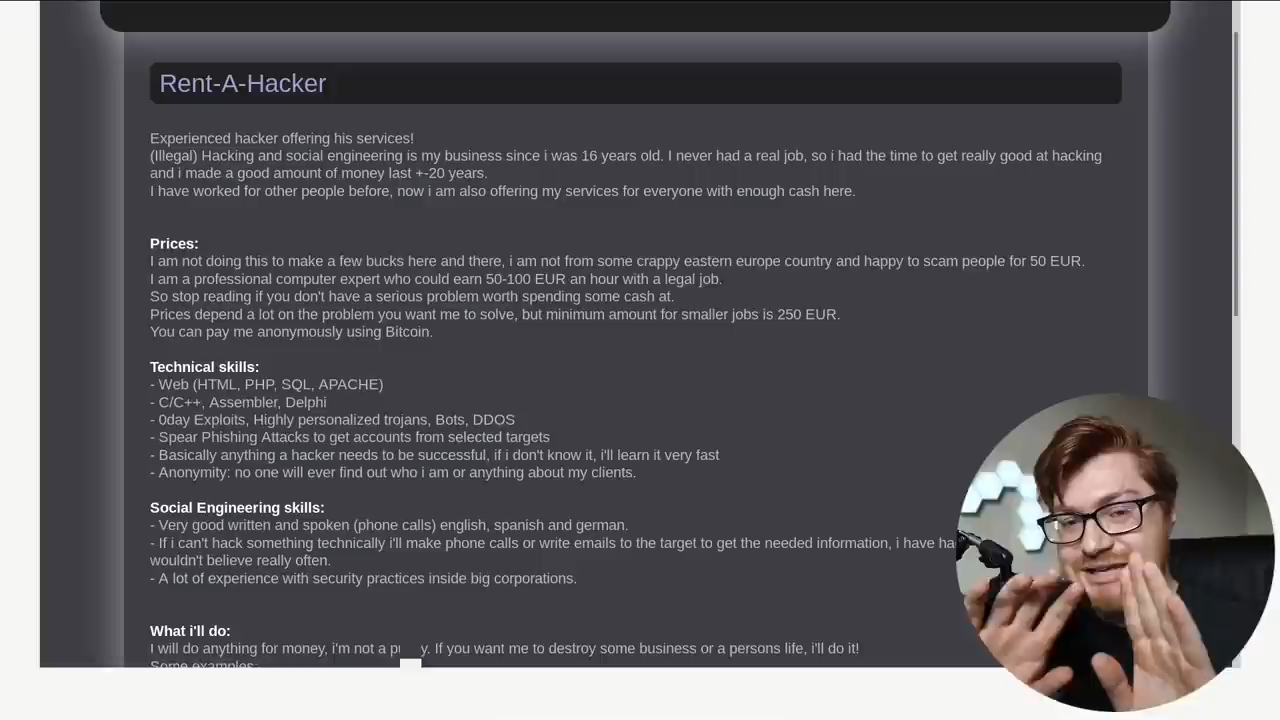 Rent-A-Hacker
Experienced hacker offering his services!
(Illegal) Hacking and social engineering is my business since i was 16 years old. I never had a real job, so i had the time to get really good at hacking
and i made a good amount of money last +-20 years.
I have worked for other people before, now i am also offering my services for everyone with enough cash here.
Prices:
I am not doing this to make a few bucks here and there, i am not from some crappy eastern europe country and happy to scam people for 50 EUR.
I am a professional computer expert who could earn 50-100 EUR an hour with a legal job.
So stop reading if you don't have a serious problem worth spending some cash at.
Prices depend a lot on the problem you want me to solve, but minimum amount for smaller jobs is 250 EUR.
You can pay me anonymously using Bitcoin.
Technical skills:
- Web (HTML, PHP, SQL, APACHE)
- C/C++, Assembler, Delphi
- 0day Exploits, Highly personalized trojans, Bots, DDOS
- Spear Phishing Attacks to get accounts from selected targets
- Basically anything a hacker needs to be successful, if i don't know it, i'll learn it very fast
- Anonymity: no one will ever find out who i am or anything about my clients.
Social Engineering skills:
- Very good written and spoken (phone calls) english, spanish and german.
- If i can't hack something technically i'll make phone calls or write emails to the target to get the needed information, i have
wouldn't believe really often.
- A lot of experience with security practices inside big corporations.
What i'll do:
I will do anything for money, i'm not a If you want me to destroy some business or a persons life, i'll do it!
Some examples: